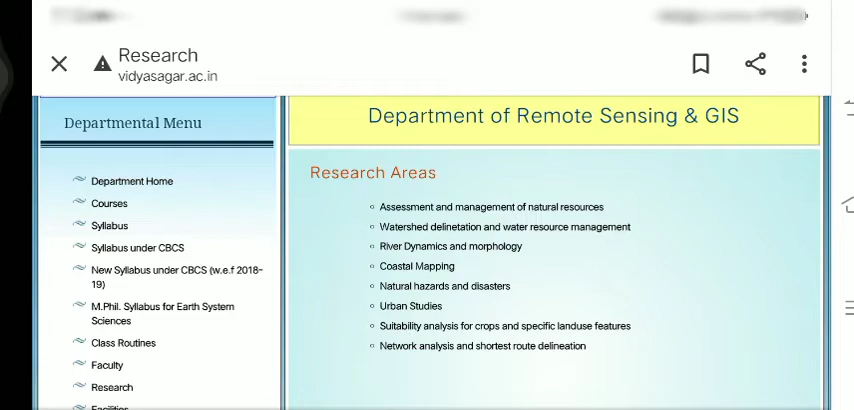 Research
vidyasagar.ac.in
Departmental Menu
Department Home
Courses
Syllabus
Syllabus under CBCS
New Syllabus under CBCS (w.e.f 2018-
19)
M.Phil. Syllabus for Earth System
Sciences
Class Routines
Faculty
Research
Facilities
Department of Remote Sensing & GIS
Research Areas
Assessment and management of natural resources
Watershed delinetation and water resource management
River Dynamics and morphology
Coastal Mapping
Natural hazards and disasters
Urban Studies
Suitability analysis for crops and specific landuse features
Network analysis and shortest route delineation